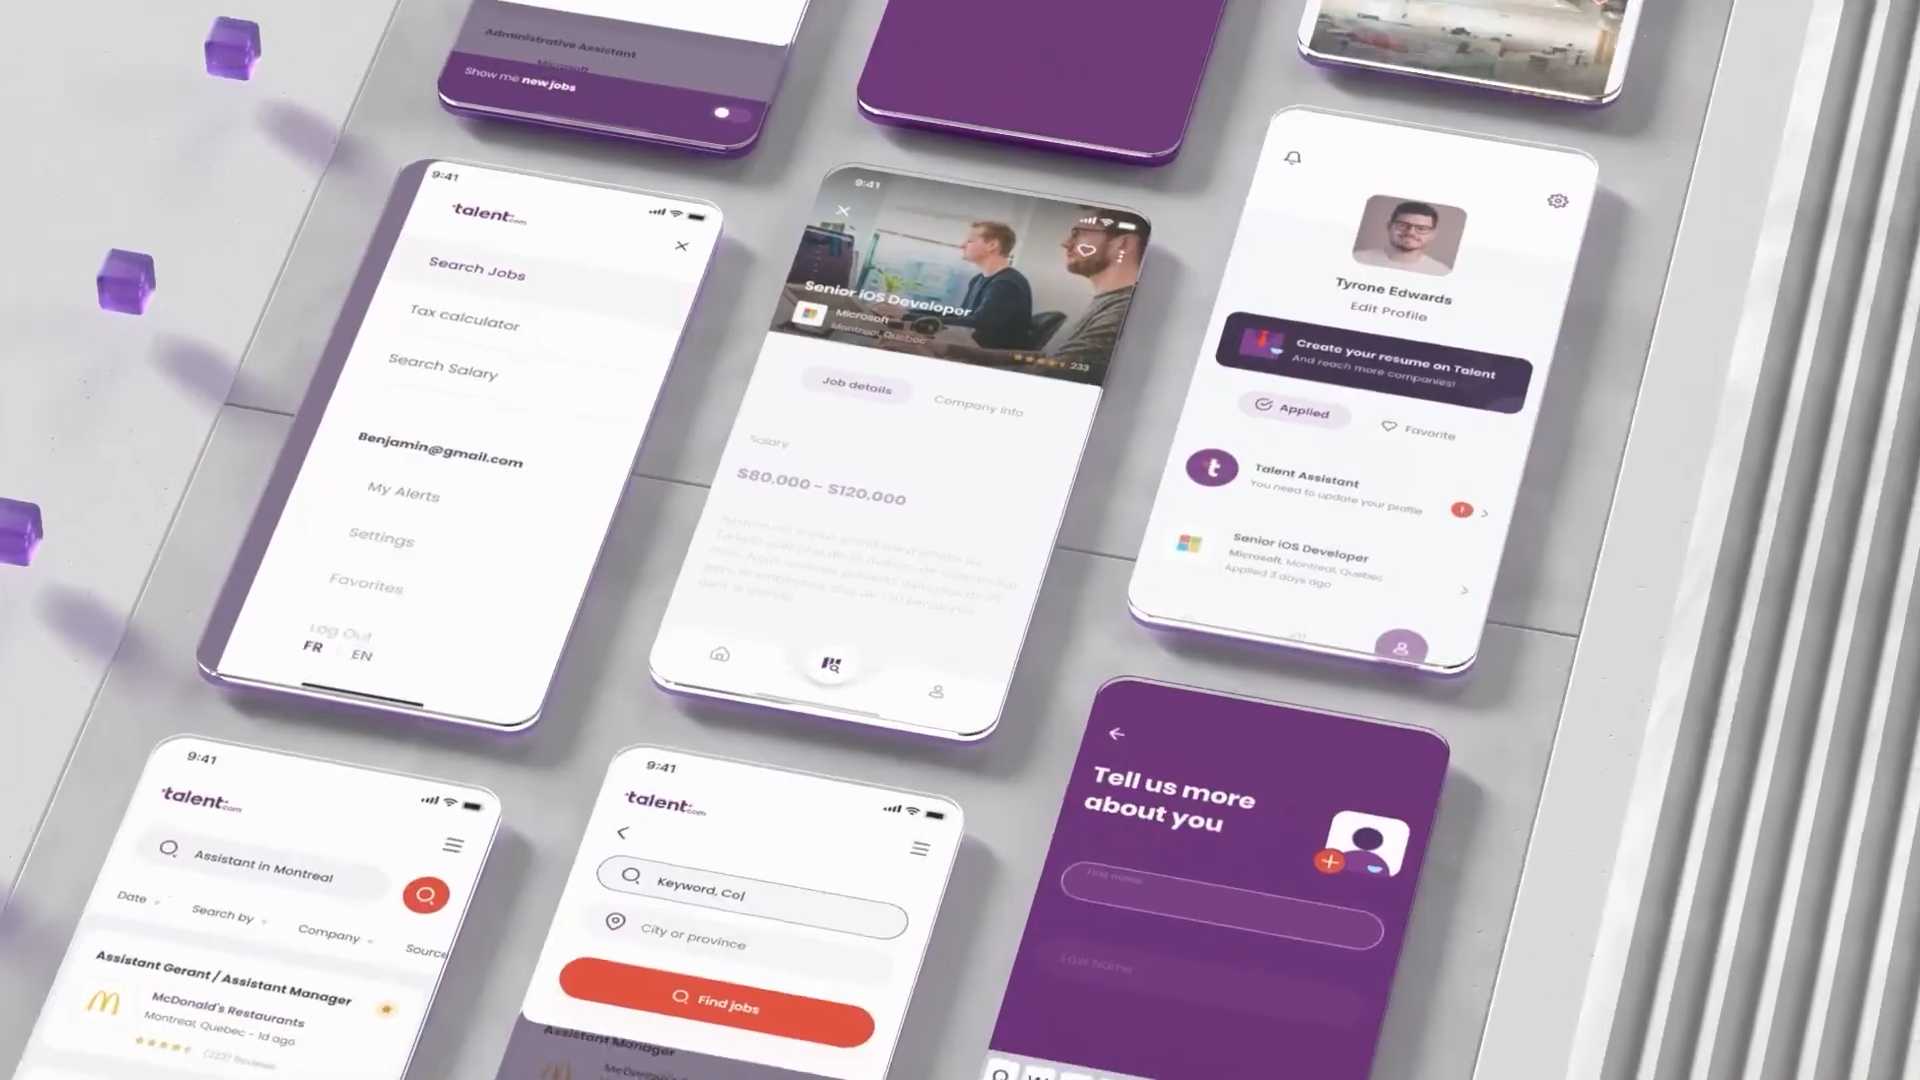 Administrative Assistant
Microsoft
Show me new jobs
9:41
talent.com
Search Jobs
Tax calculator
Search Salary
Benjamin@gmail.com
My Alerts
Settings
Favorites
Log Out
FR EN
9:41
Senior iOS Developer
Microsoft
Montreal, Quebec
233
Job details
Company info
Salary
$80,000 - $120,000
Tyrone Edwards
Edit Profile
Create your resume on Talent
And reach more companies!
Applied
Favorite
t
Talent Assistant
You need to update your profile
!
Senior iOS Developer
Microsoft, Montreal, Quebec
Applied 3 days ago
9:41
talent.com
Assistant in Montreal
Date
Search by
Company
Source
Assistant Gerant / Assistant Manager
McDonald's Restaurants
Montreal, Quebec - 1d ago
9:41
talent.com
Keyword, Co
City or province
Find jobs
Assistant Manager
Tell us more
about you
First name
Last Name